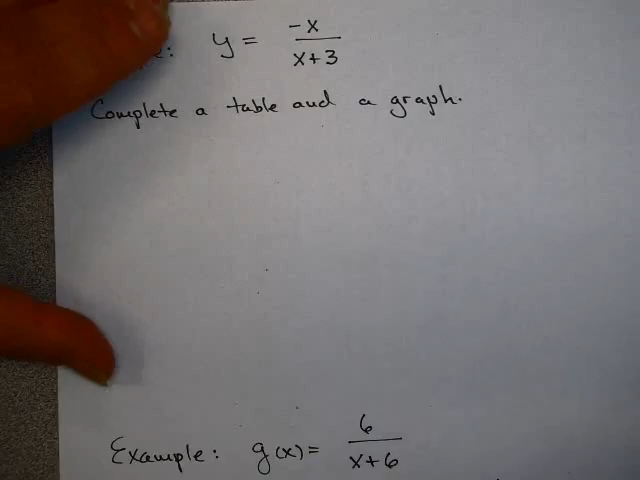 y = -x / x+3
Complete a table and a graph.
Example: g(x) = 6 / x+6